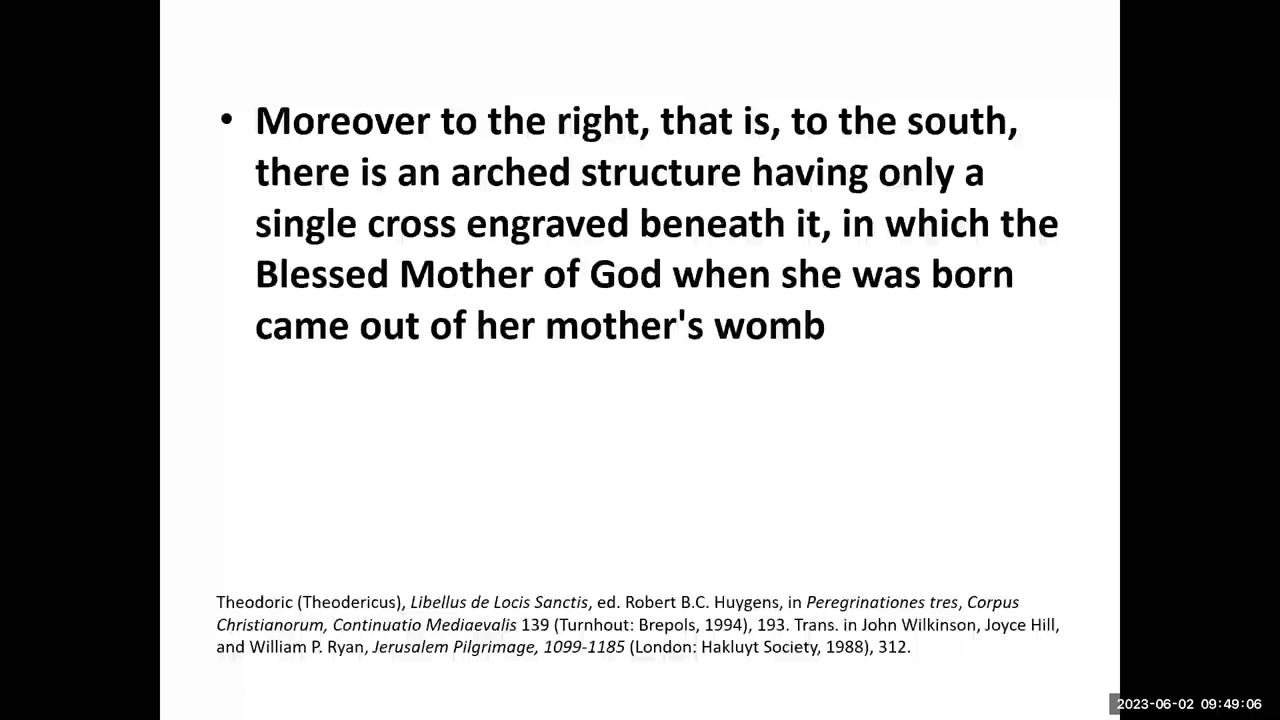 • Moreover to the right, that is, to the south,
there is an arched structure having only a
single cross engraved beneath it, in which the
Blessed Mother of God when she was born
came out of her mother's womb
Theodoric (Theodericus), Libellus de Locis Sanctis, ed. Robert B.C. Huygens, in Peregrinationes tres, Corpus
Christianorum, Continuatio Mediaevalis 139 (Turnhout: Brepols, 1994), 193. Trans. in John Wilkinson, Joyce Hill,
and William P. Ryan, Jerusalem Pilgrimage, 1099-1185 (London: Hakluyt Society, 1988), 312.
2023-06-02 09:49:06